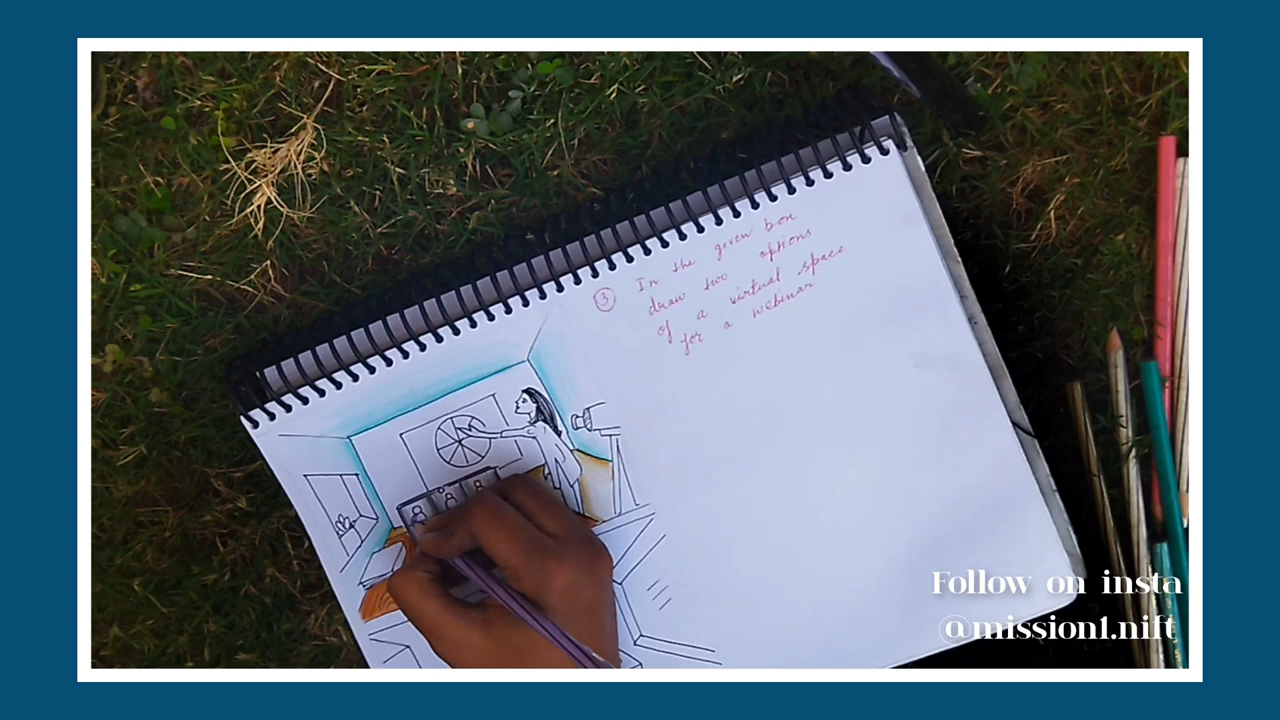 ③ In the given box
draw two options
of a virtual space
for a webinar
Follow on insta
@mission1.nift